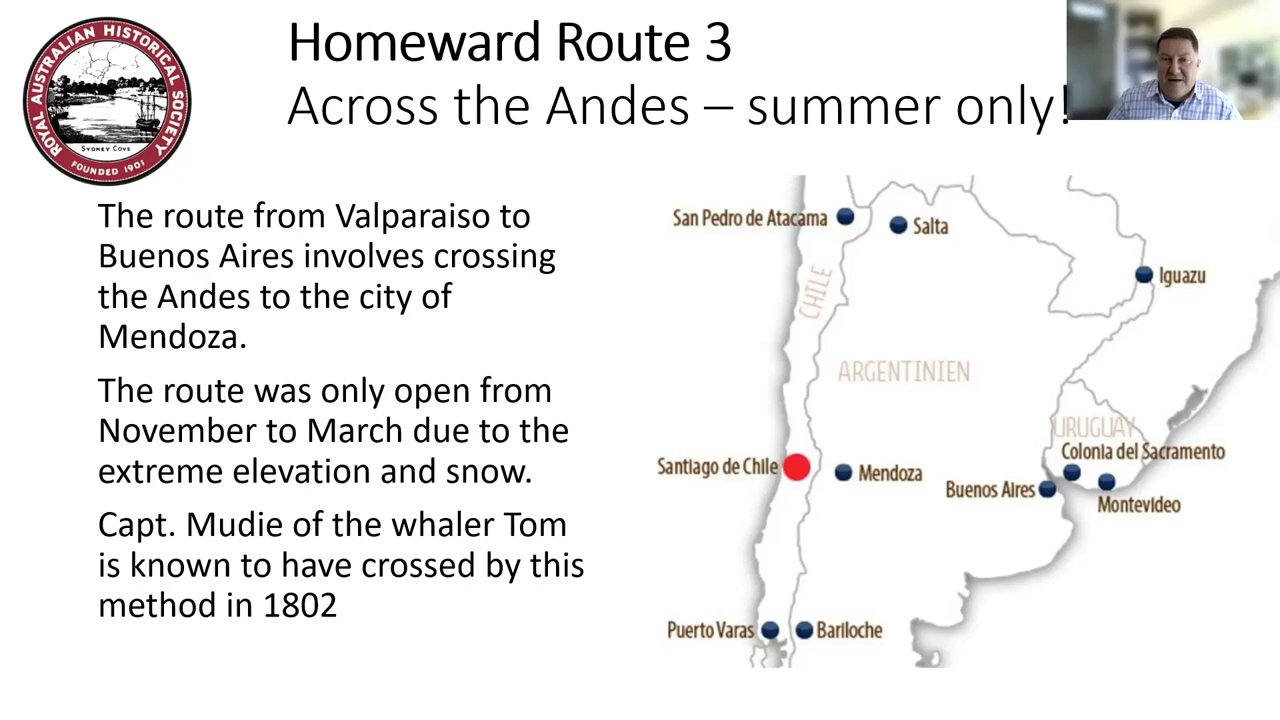 ROYAL AUSTRALIAN HISTORICAL SOCIETY
SYDNEY COVE
FOUNDED 1901
Homeward Route 3
Across the Andes – summer only!
The route from Valparaiso to
Buenos Aires involves crossing
the Andes to the city of
Mendoza.
The route was only open from
November to March due to the
extreme elevation and snow.
Capt. Mudie of the whaler Tom
is known to have crossed by this
method in 1802
San Pedro de Atacama
Salta
Iguazu
CHILE
ARGENTINIEN
URUGUAY
Colonia del Sacramento
Santiago de Chile
Mendoza
Buenos Aires
Montevideo
Puerto Varas
Bariloche